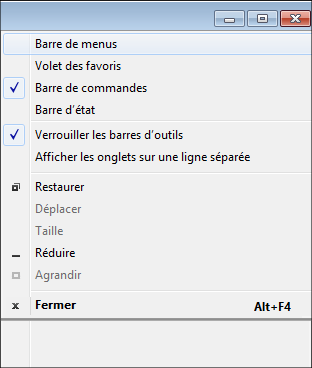 Barre de menus
Volet des favoris
Barre de commandes
Barre d'état
Verrouiller les barres d'outils
Afficher les onglets sur une ligne séparée
Restaurer
Déplacer
Taille
Réduire
Agrandir
Fermer Alt+F4